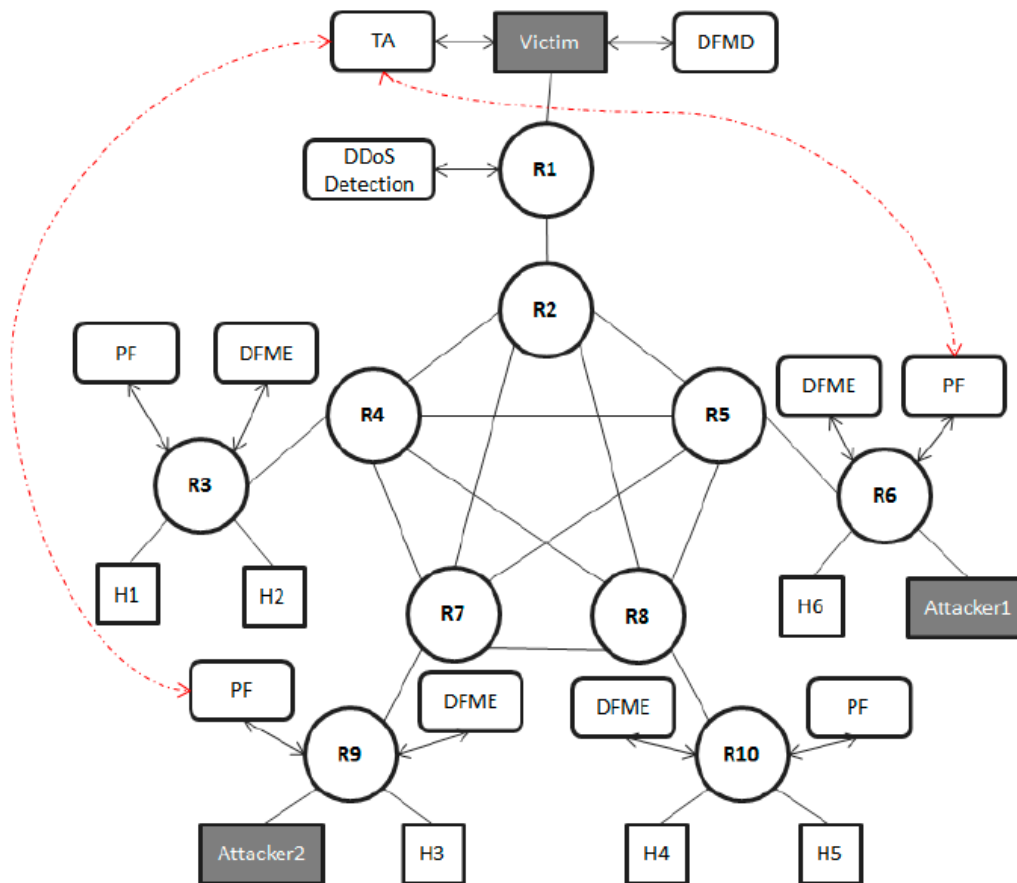 TA
Victim
DFMD
DDoS
Detection
R1
R2
PF
DFME
R4
R5
DFME
PF
R3
R6
H1
H2
R7
R8
H6
Attacker1
PF
DFME
DFME
PF
R9
R10
Attacker2
H3
H4
H5